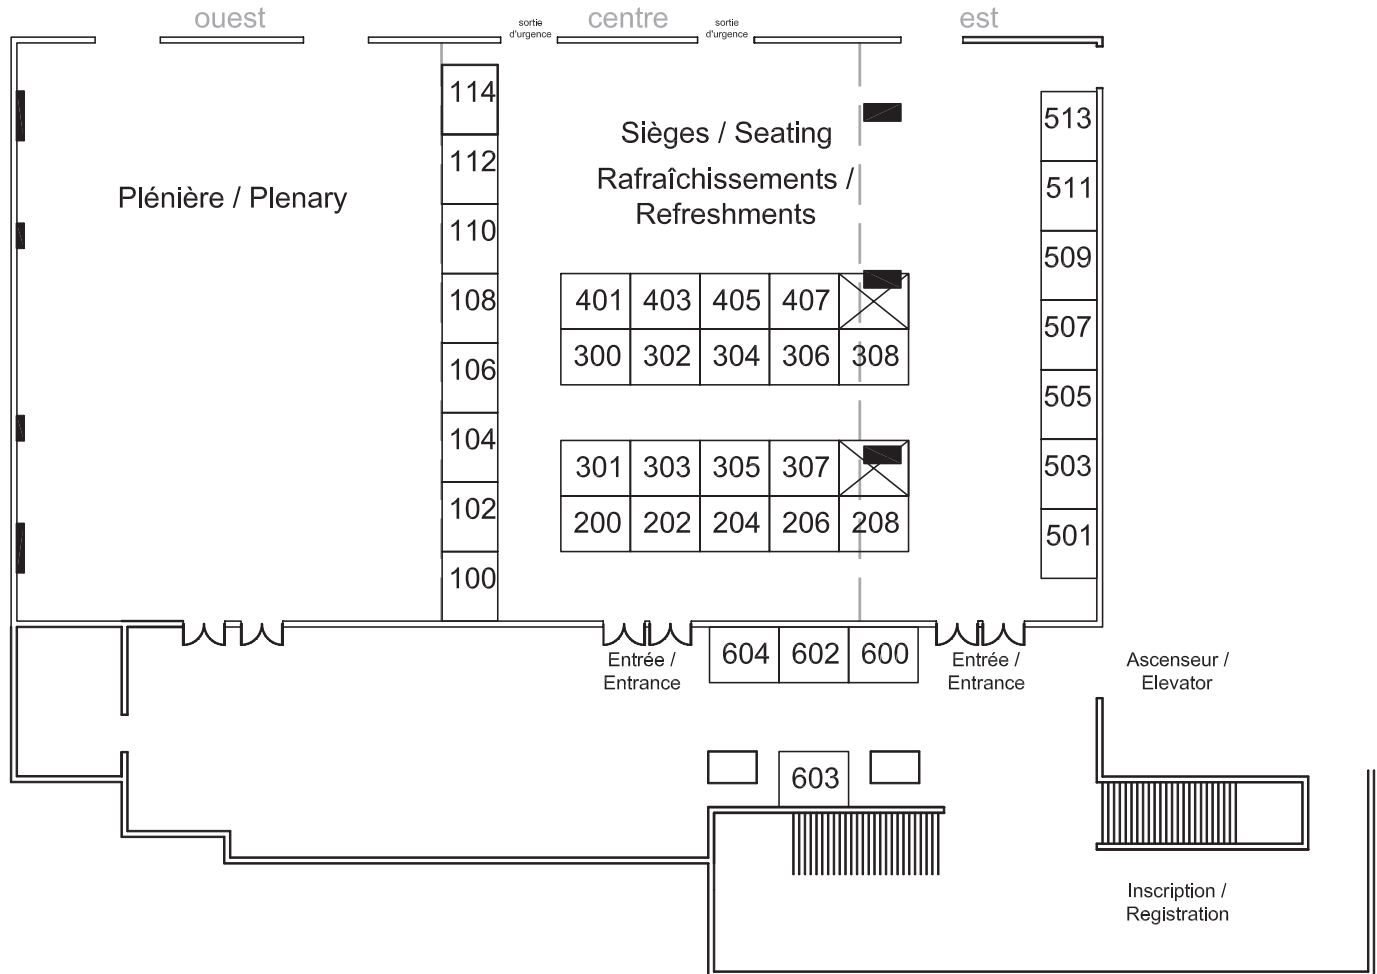 ouest
sortie
d'urgence
centre
sortie
d'urgence
est
114
112
110
108
106
104
102
100
Plénière / Plenary
Sièges / Seating
Rafraîchissements /
Refreshments
401 403 405 407
300 302 304 306 308
301 303 305 307
200 202 204 206 208
513
511
509
507
505
503
501
Entrée /
Entrance
604 602 600
Entrée /
Entrance
Ascenseur /
Elevator
603
Inscription /
Registration